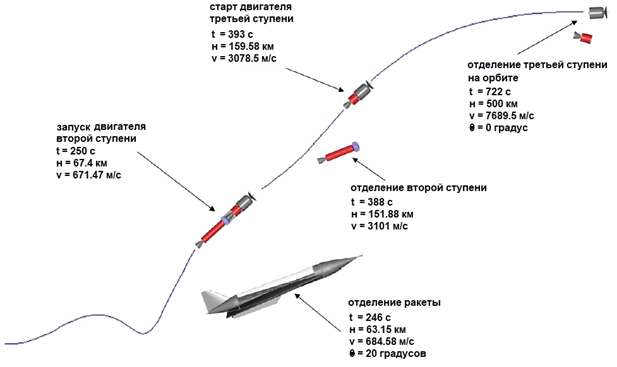 старт двигателя
третьей ступени
t = 393 с
н = 159.58 км
v = 3078.5 м/с
отделение третьей ступени
на орбите
t = 722 с
н = 500 км
v = 7689.5 м/с
θ = 0 градус
запуск двигателя
второй ступени
t = 250 с
н = 67.4 км
v = 671.47 м/с
отделение второй ступени
t = 388 с
н = 151.88 км
v = 3101 м/с
отделение ракеты
t = 246 с
н = 63.15 км
v = 684.58 м/с
θ = 20 градусов